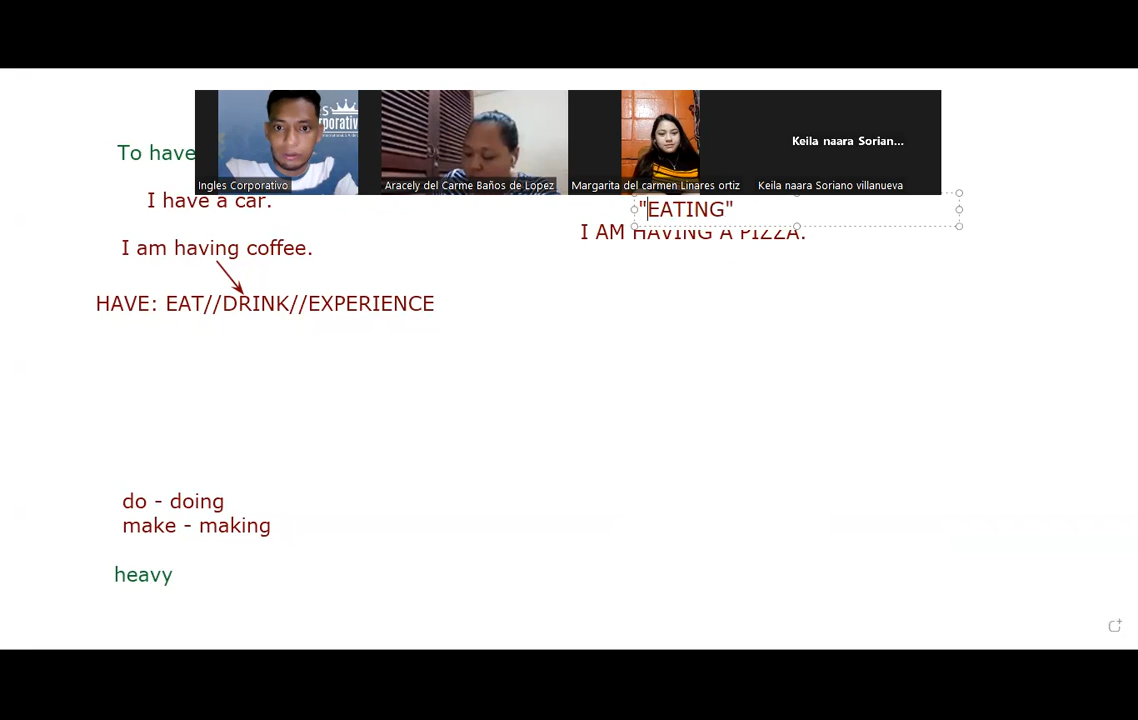 To have
I have a car.
I am having coffee.
HAVE: EAT//DRINK//EXPERIENCE
do - doing
make - making
heavy
"EATING"
I AM HAVING A PIZZA.
Ingles Corporativo
Aracely del Carme Baños de Lopez
Margarita del carmen Linares ortiz
Keila naara Sorian...
Keila naara Soriano villanueva